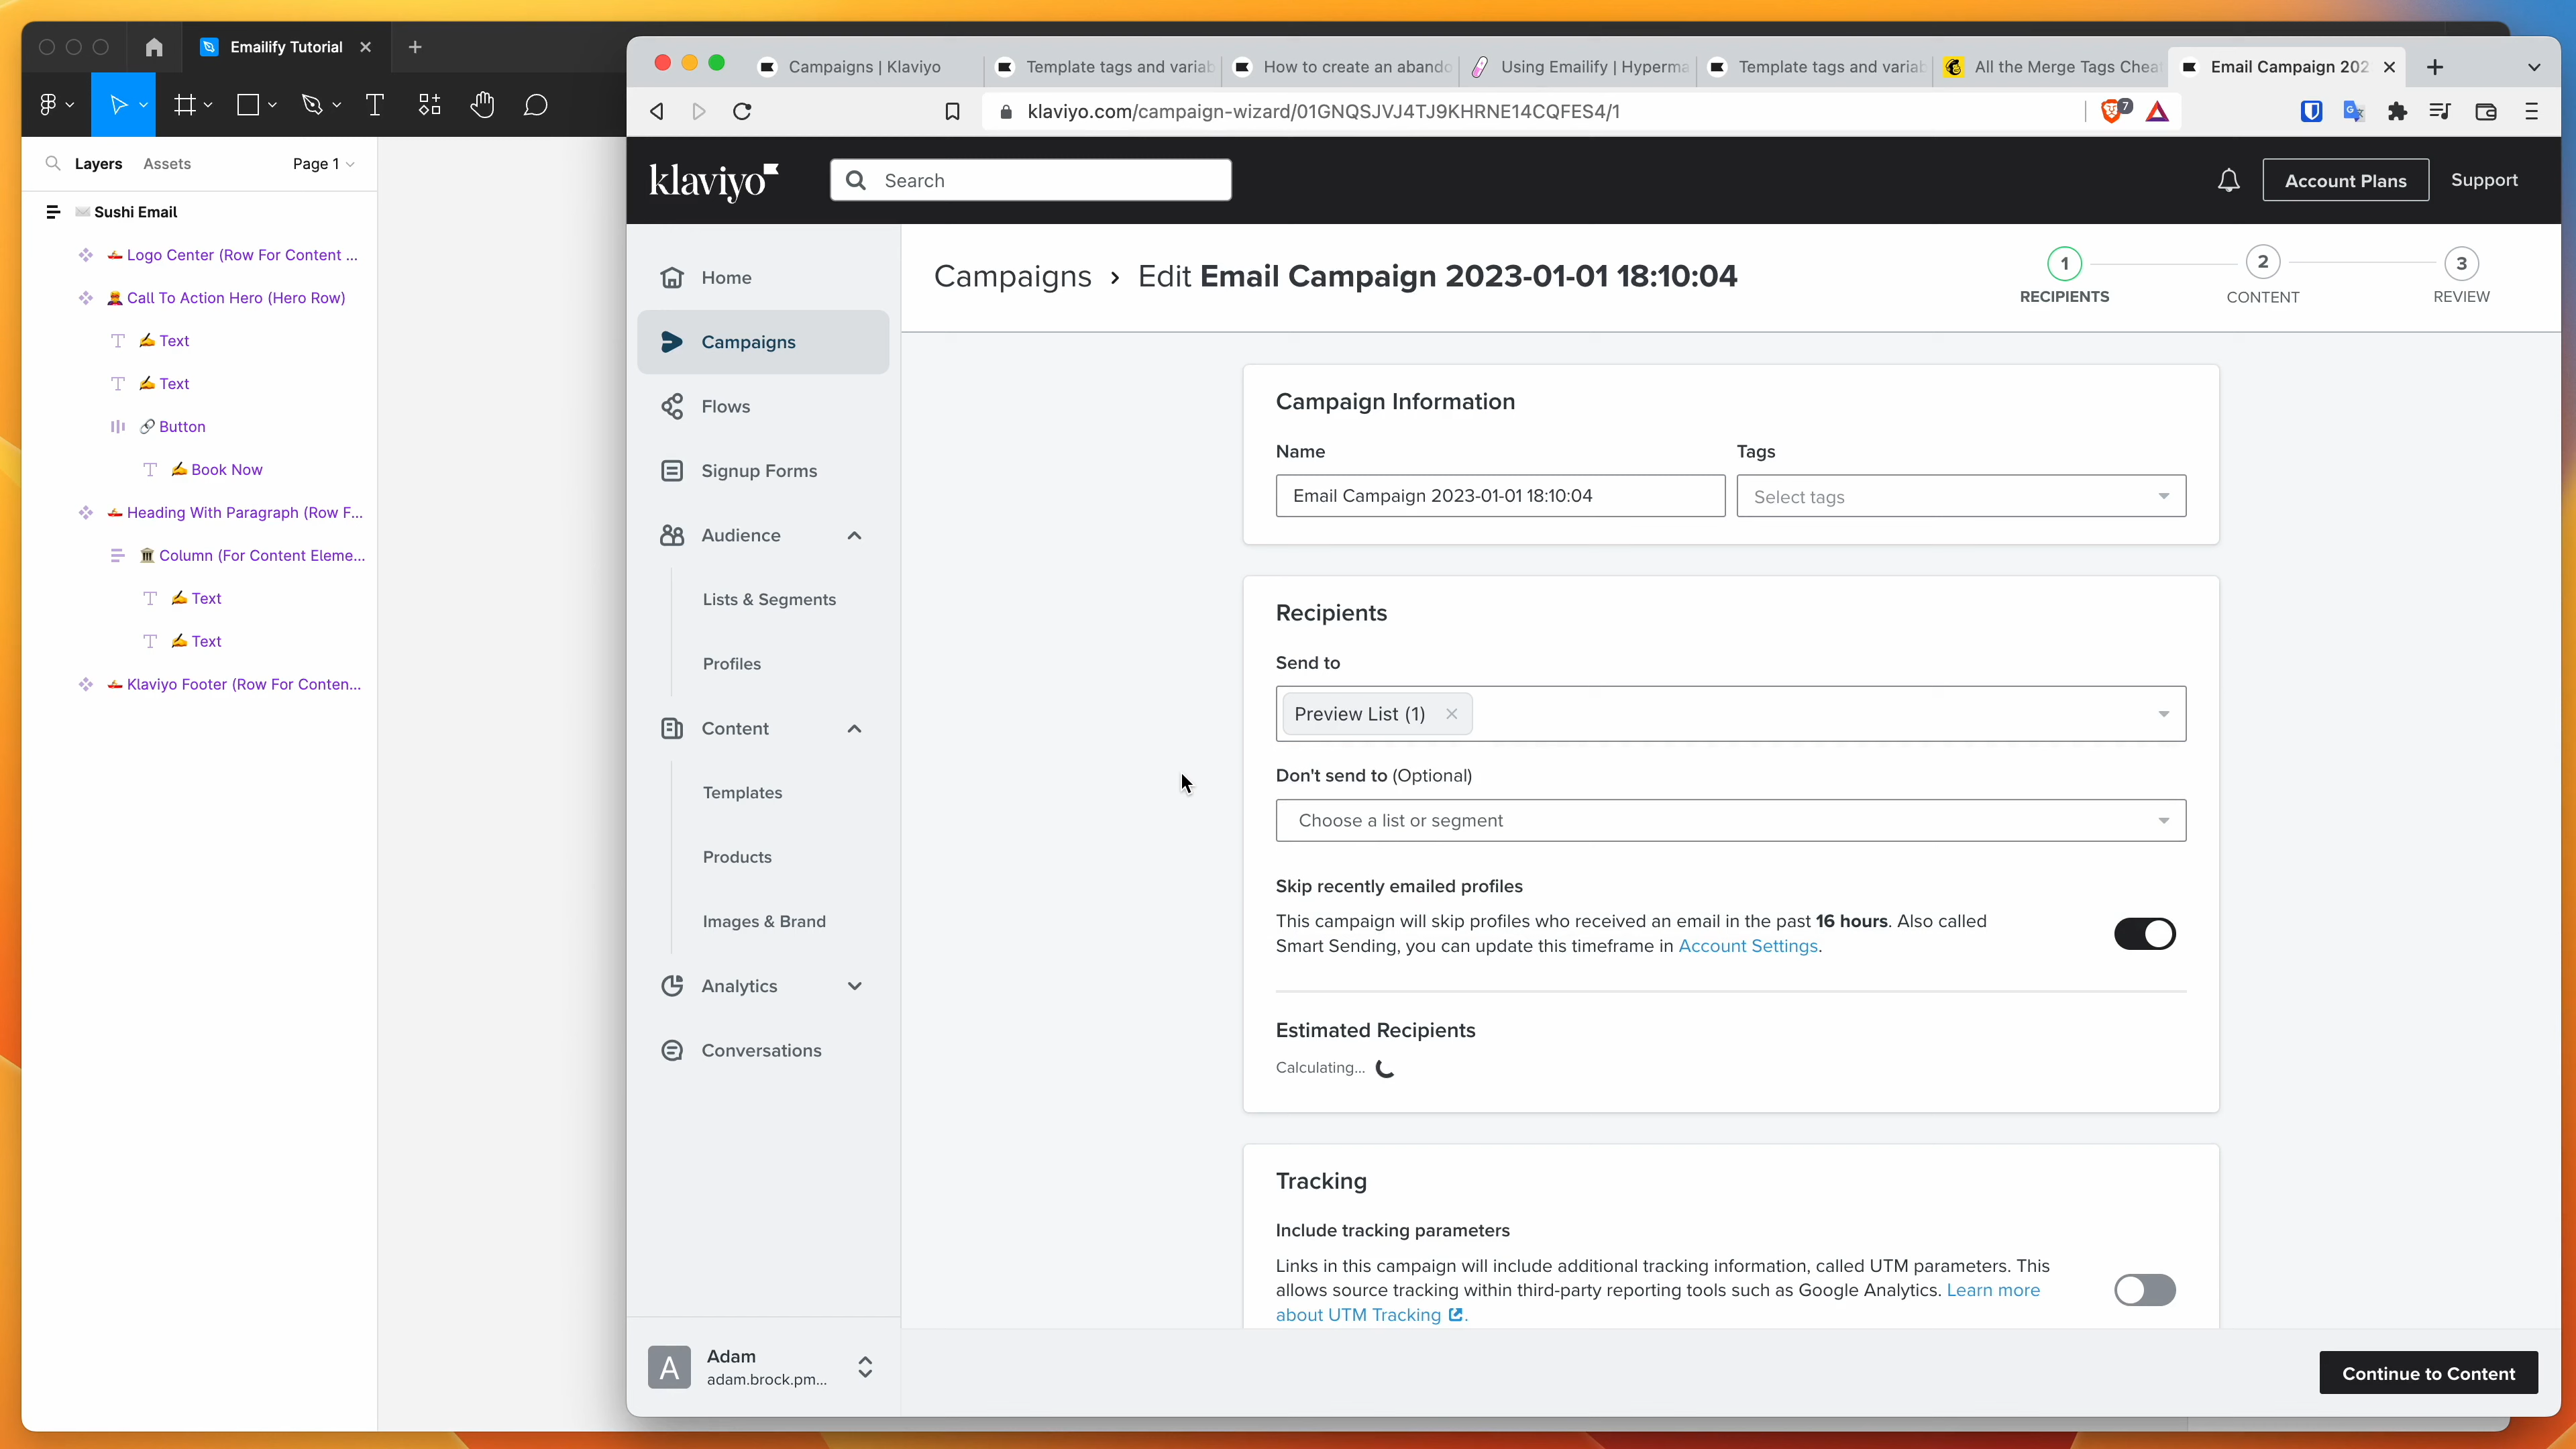 Emailify Tutorial
Layers
Assets
Page 1
Sushi Email
Logo Center (Row For Content ...
Call To Action Hero (Hero Row)
Text
Text
Button
Book Now
Heading With Paragraph (Row F...
Column (For Content Eleme...
Text
Text
Klaviyo Footer (Row For Conten...
Campaigns | Klaviyo
Template tags and variab
How to create an abando
Using Emailify | Hyperma
Template tags and variab
All the Merge Tags Cheat
Email Campaign 202
klaviyo.com/campaign-wizard/01GNQSJVJ4TJ9KHRNE14CQFES4/1
7
klaviyo
Search
Account Plans
Support
Home
Campaigns
Flows
Signup Forms
Audience
Lists & Segments
Profiles
Content
Templates
Products
Images & Brand
Analytics
Conversations
A
Adam
adam.brock.pm...
Campaigns › Edit Email Campaign 2023-01-01 18:10:04
1
RECIPIENTS
2
CONTENT
3
REVIEW
Campaign Information
Name
Tags
Email Campaign 2023-01-01 18:10:04
Select tags
Recipients
Send to
Preview List (1)
Don't send to (Optional)
Choose a list or segment
Skip recently emailed profiles
This campaign will skip profiles who received an email in the past 16 hours. Also called
Smart Sending, you can update this timeframe in Account Settings.
Estimated Recipients
Calculating...
Tracking
Include tracking parameters
Links in this campaign will include additional tracking information, called UTM parameters. This
allows source tracking within third-party reporting tools such as Google Analytics. Learn more
about UTM Tracking .
Continue to Content